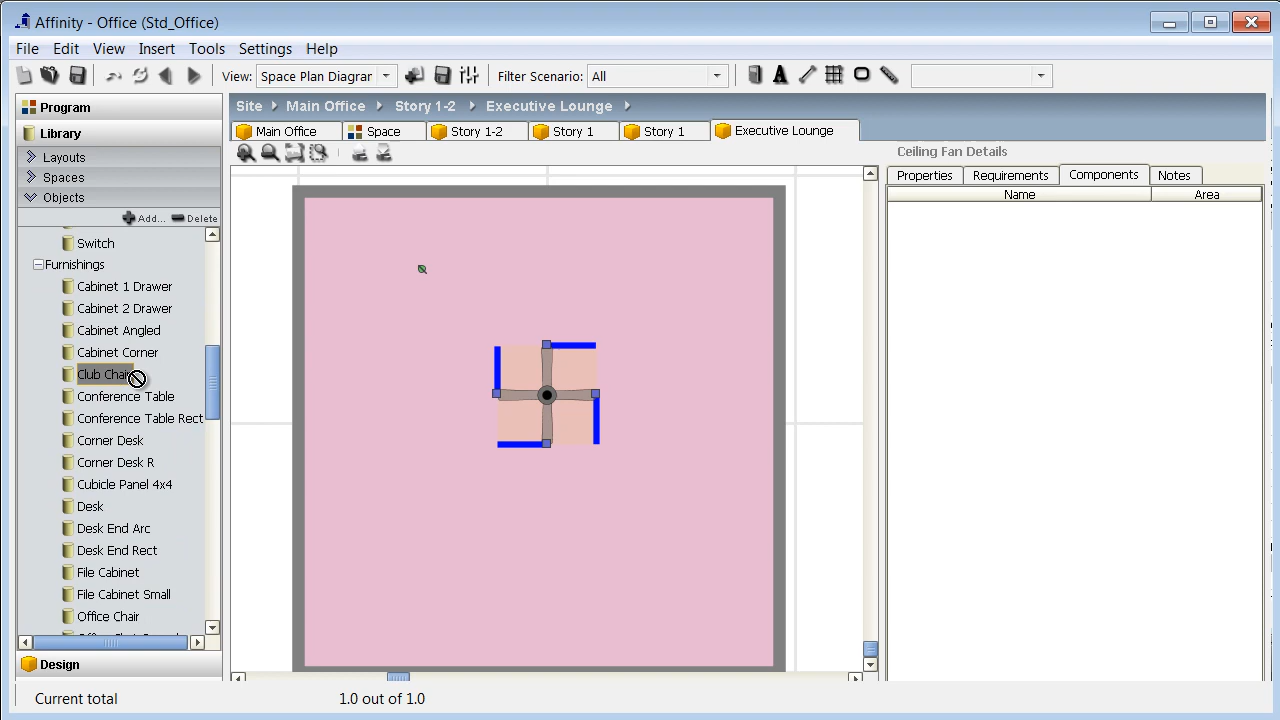 Affinity - Office (Std_Office)
File Edit View Insert Tools Settings Help
View: Space Plan Diagrar Filter Scenario: All
Program
Library
Layouts
Spaces
Objects
Add... Delete
Switch
Furnishings
Cabinet 1 Drawer
Cabinet 2 Drawer
Cabinet Angled
Cabinet Corner
Club Chair
Conference Table
Conference Table Rect
Corner Desk
Corner Desk R
Cubicle Panel 4x4
Desk
Desk End Arc
Desk End Rect
File Cabinet
File Cabinet Small
Office Chair
Design
Site Main Office Story 1-2 Executive Lounge
Main Office Space Story 1-2 Story 1 Story 1 Executive Lounge
Ceiling Fan Details
Properties Requirements Components Notes
Name Area
Current total 1.0 out of 1.0